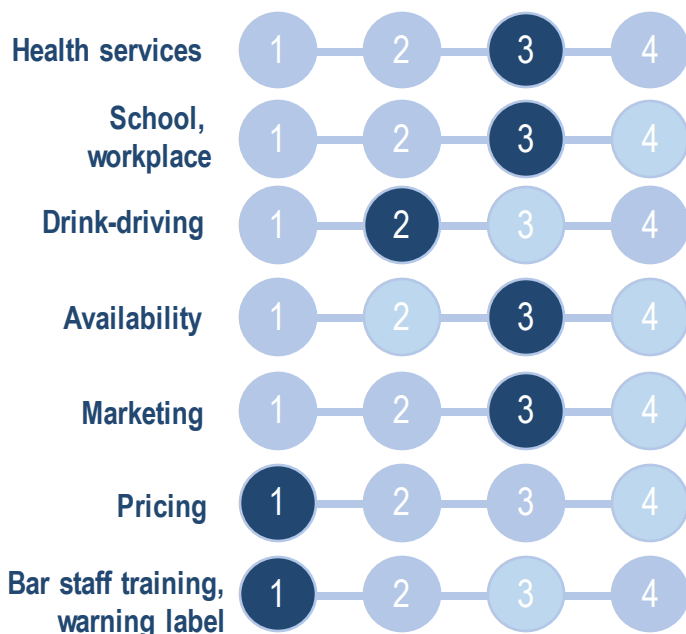 Health services 1 2 3 4
School,
workplace 1 2 3 4
Drink-driving 1 2 3 4
Availability 1 2 3 4
Marketing 1 2 3 4
Pricing 1 2 3 4
Bar staff training,
warning label 1 2 3 4